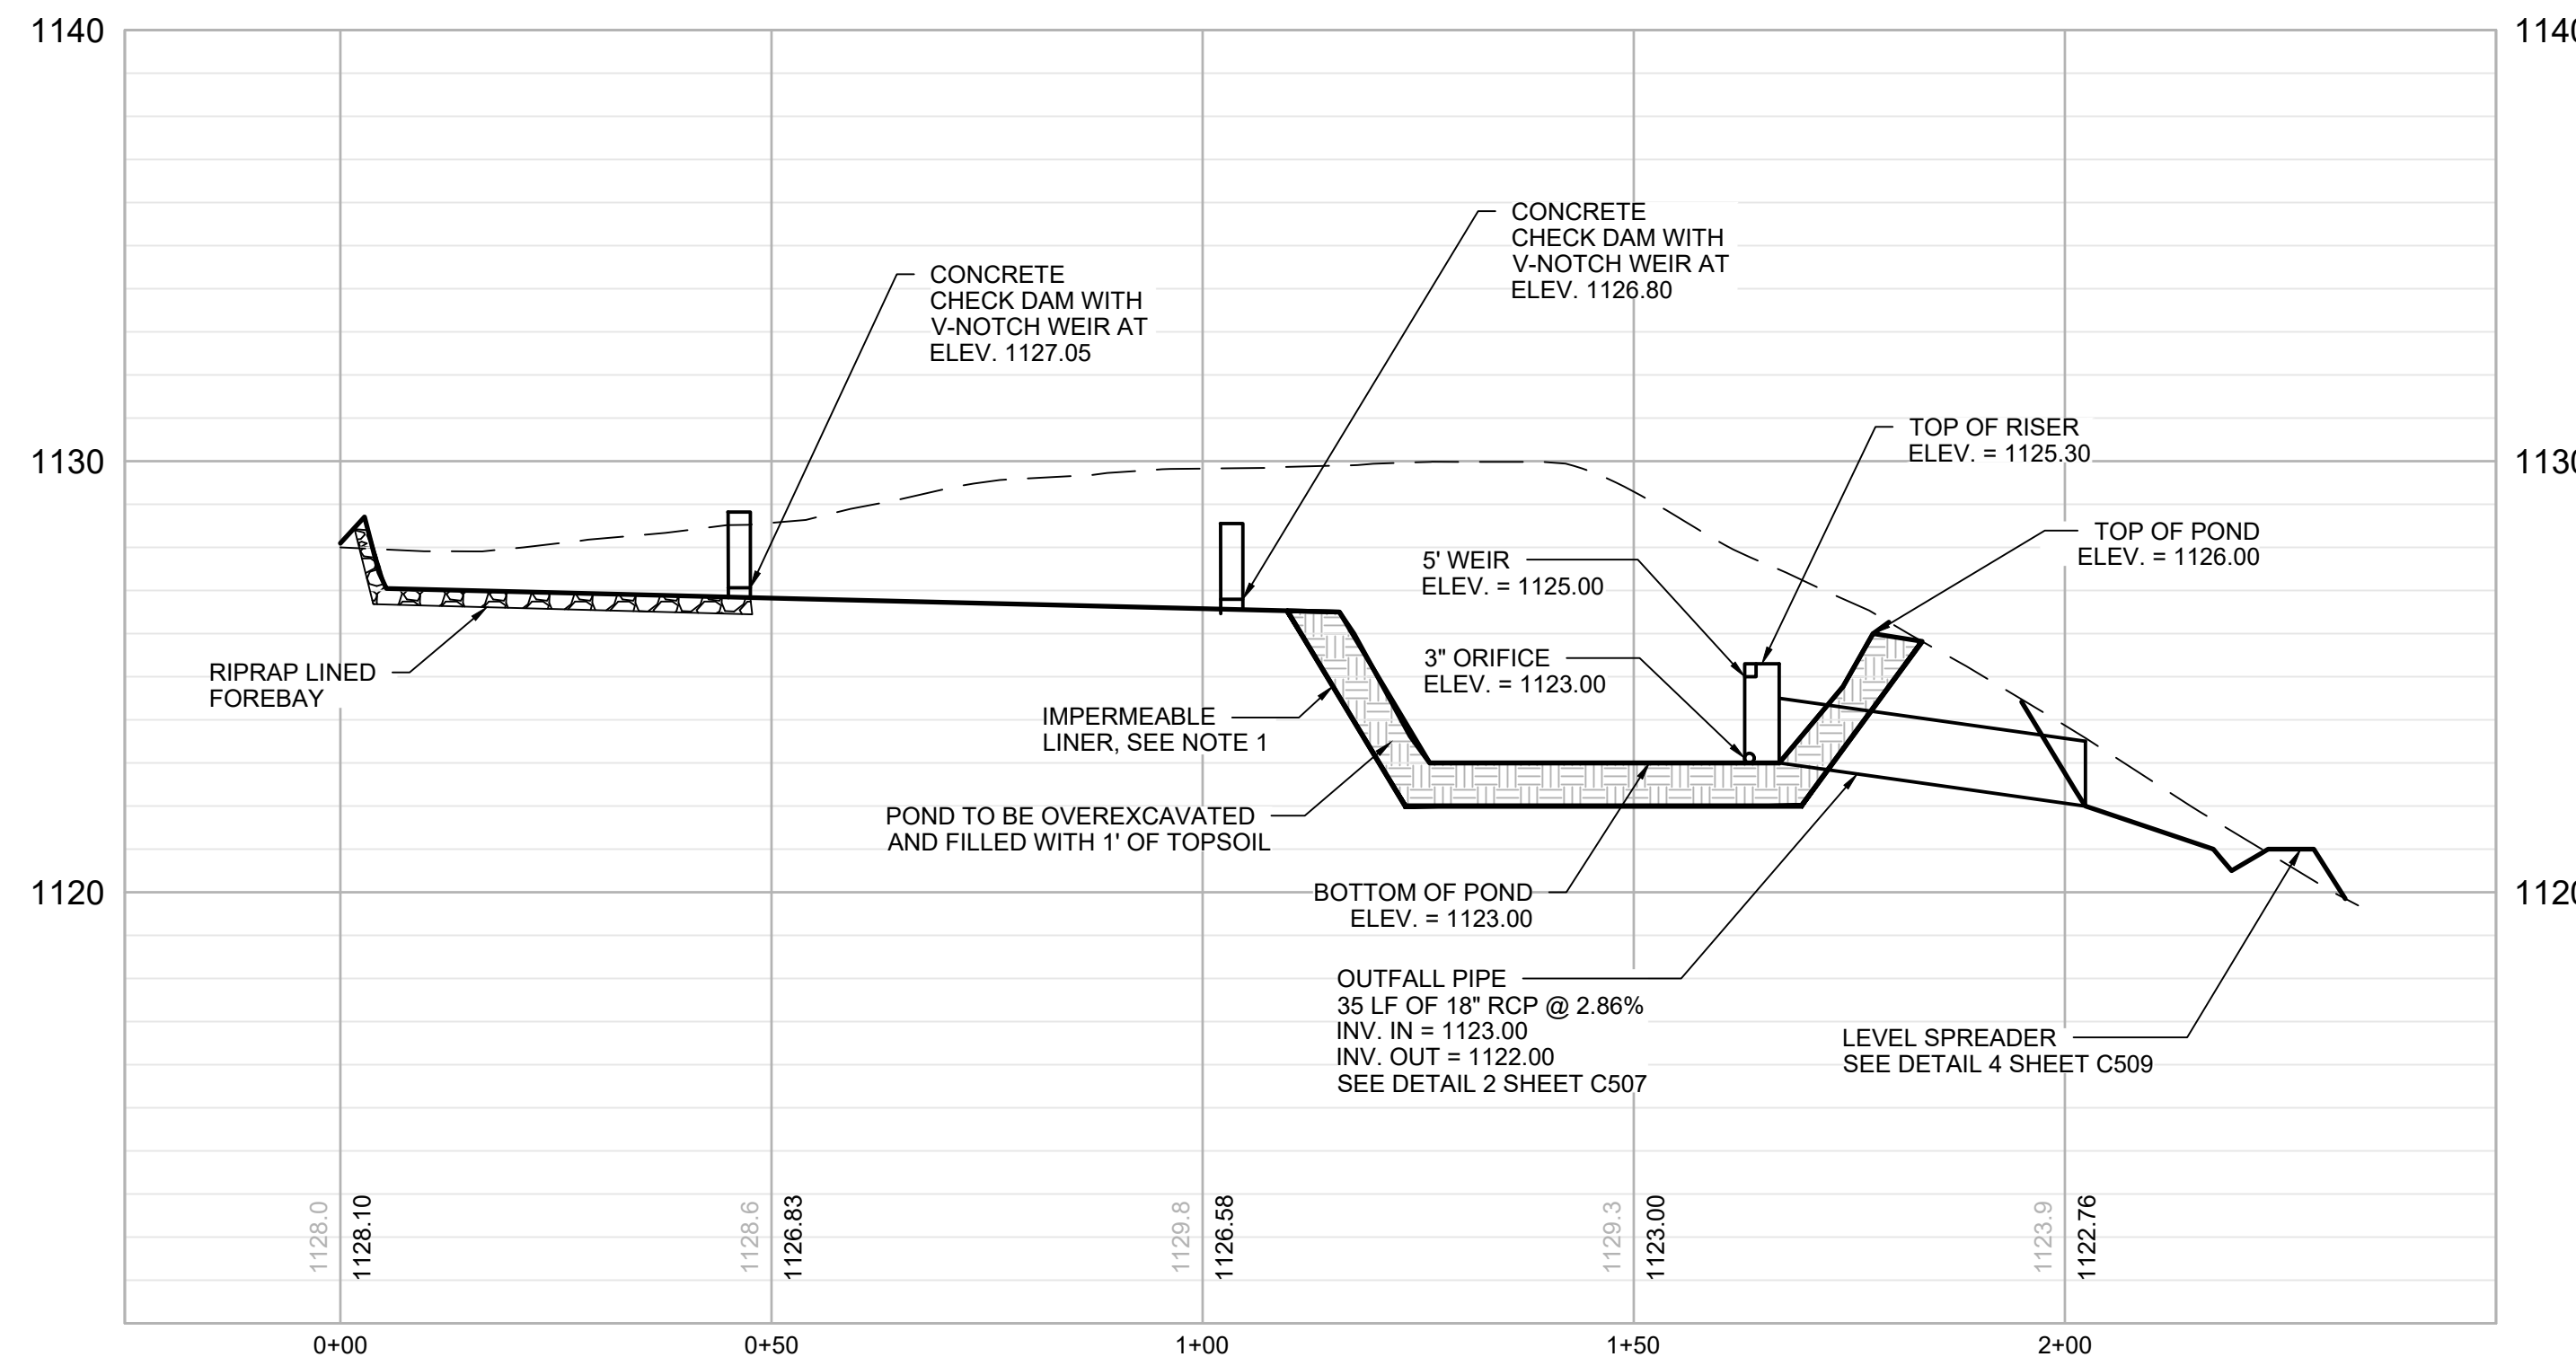 1140
1140
CONCRETE
CHECK DAM WITH
V-NOTCH WEIR AT
ELEV. 1126.80
CONCRETE
CHECK DAM WITH
V-NOTCH WEIR AT
ELEV. 1127.05
1130
1130
TOP OF RISER
ELEV. = 1125.30
TOP OF POND
ELEV. = 1126.00
5' WEIR
ELEV. = 1125.00
3" ORIFICE
ELEV. = 1123.00
RIPRAP LINED
FOREBAY
IMPERMEABLE
LINER, SEE NOTE 1
POND TO BE OVEREXCAVATED
AND FILLED WITH 1' OF TOPSOIL
1120
1120
BOTTOM OF POND
ELEV. = 1123.00
OUTFALL PIPE
35 LF OF 18" RCP @ 2.86%
INV. IN = 1123.00
INV. OUT = 1122.00
SEE DETAIL 2 SHEET C507
LEVEL SPREADER
SEE DETAIL 4 SHEET C509
1128.0
1128.10
1128.6
1126.83
1129.8
1126.58
1129.3
1123.00
1123.9
1122.76
0+00
0+50
1+00
1+50
2+00